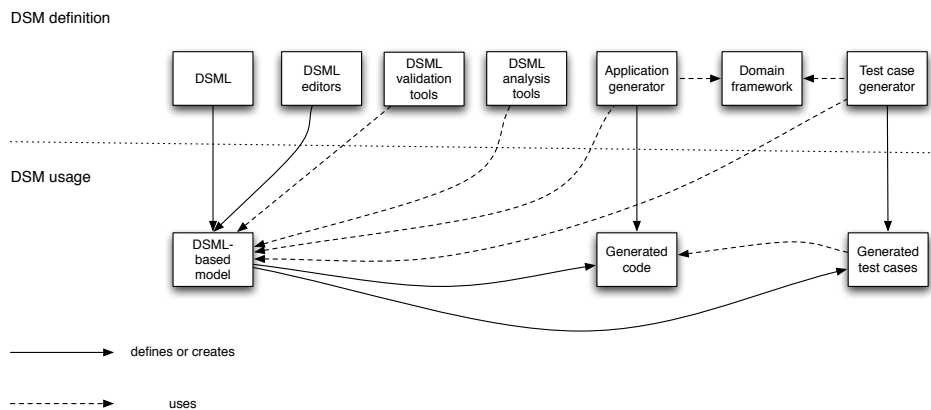 DSM definition
DSML
DSML
editors
DSML
validation
tools
DSML
analysis
tools
Application
generator
Domain
framework
Test case
generator
DSM usage
DSML-
based
model
Generated
code
Generated
test cases
defines or creates
uses